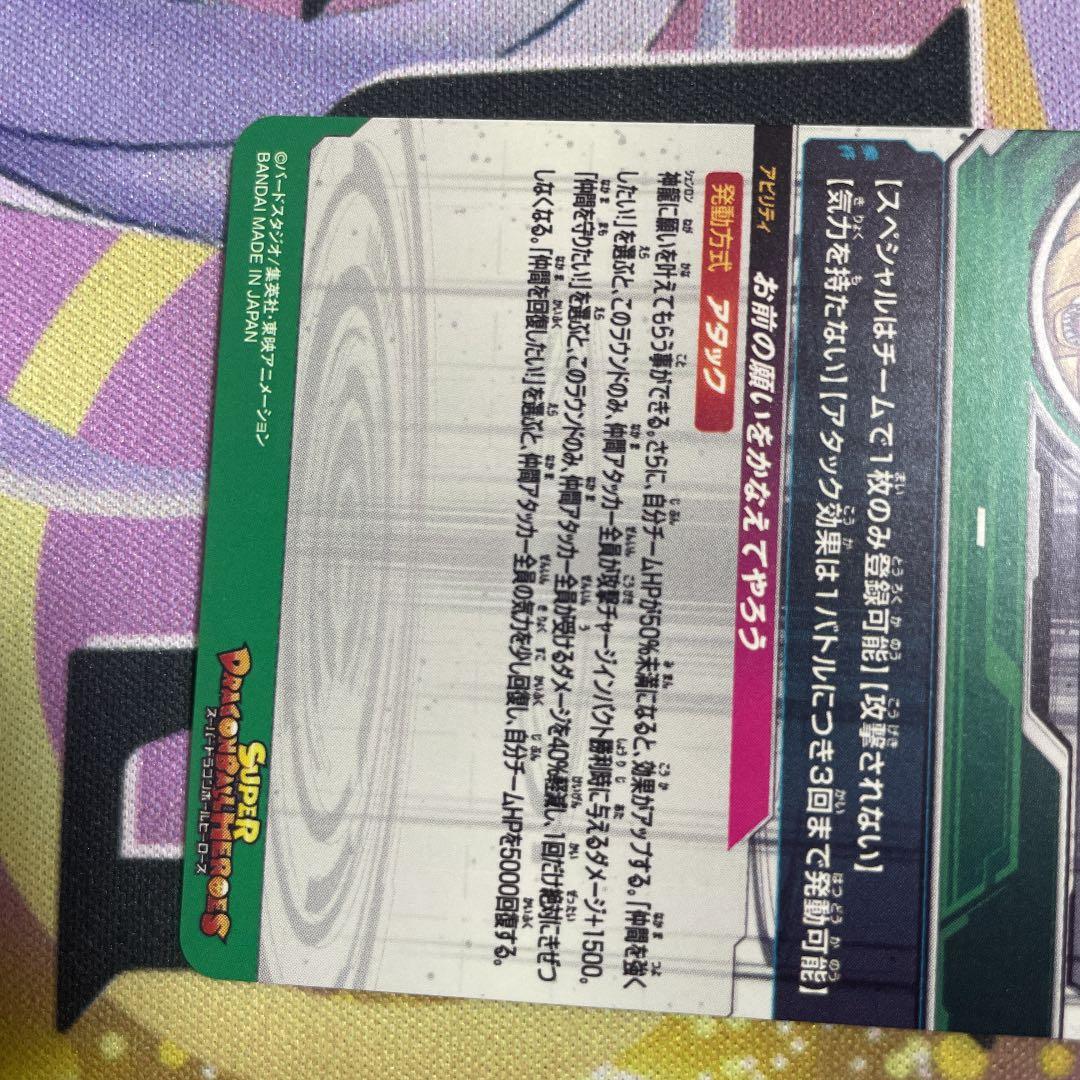 条件
【スペシャルはチームで1枚のみ登録可能】【攻撃されない】
【気力を持たない】【アタック効果は1バトルにつき3回まで発動可能】
アビリティ お前の願いをかなえてやろう
発動方式 アタック
神龍に願いを叶えてもらう事ができる。さらに、自分チームHPが50%未満になると、効果がアップする。「仲間を強く
したい!」を選ぶと、このラウンドのみ、仲間アタッカー全員が攻撃チャージインパクト勝利時に与えるダメージ+1500。
「仲間を守りたい!」を選ぶと、このラウンドのみ、仲間アタッカー全員が受けるダメージを40%軽減し、1回だけ絶対にきぜつ
しなくなる。「仲間を回復したい!」を選ぶと、仲間アタッカー全員の気力を少し回復し、自分チームHPを5000回復する。
©バードスタジオ/集英社・東映アニメーション
BANDAI MADE IN JAPAN
SUPER
DRAGONBALL HEROES
スーパードラゴンボールヒーローズ